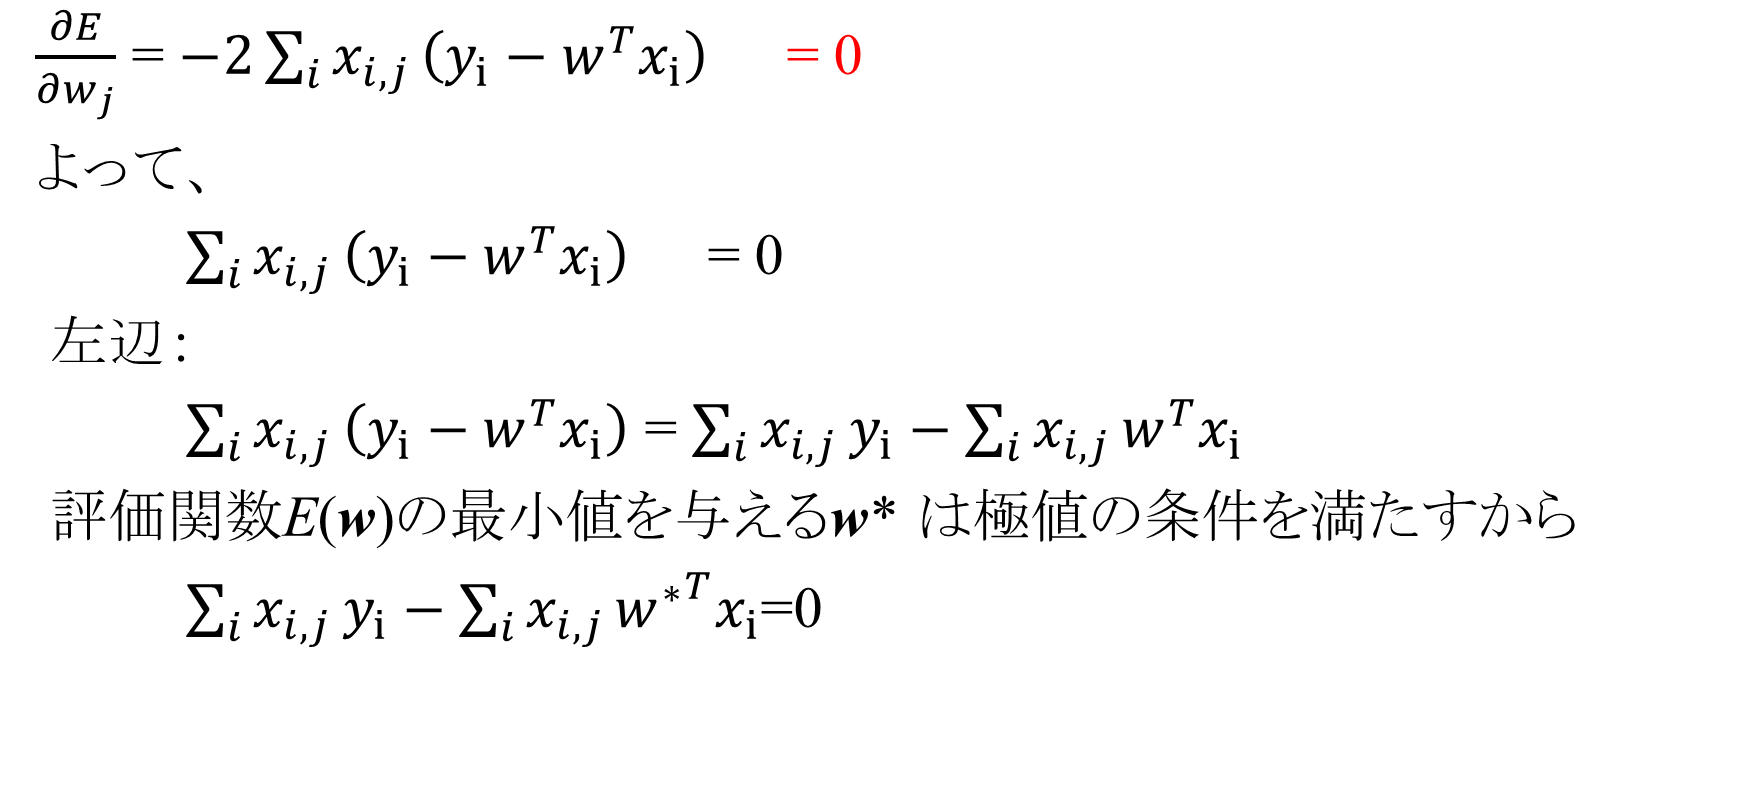 ∂E/∂w_j = −2 ∑_i x_{i,j} (y_i − w^T x_i) = 0
よって、
∑_i x_{i,j} (y_i − w^T x_i) = 0
左辺:
∑_i x_{i,j} (y_i − w^T x_i) = ∑_i x_{i,j} y_i − ∑_i x_{i,j} w^T x_i
評価関数E(w)の最小値を与えるw* は極値の条件を満たすから
∑_i x_{i,j} y_i − ∑_i x_{i,j} w*^T x_i=0